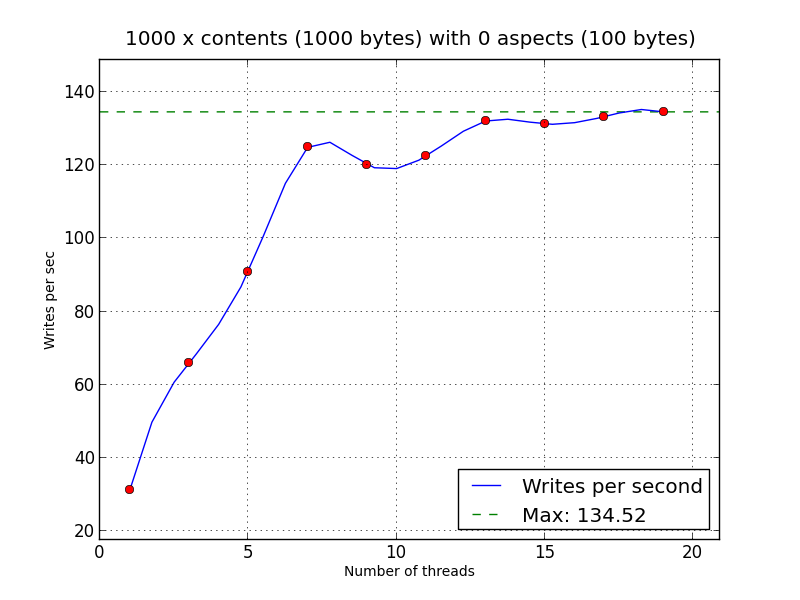 1000 x contents (1000 bytes) with 0 aspects (100 bytes)
140
120
100
80
60
40
20
Writes per sec
Writes per second
Max: 134.52
0 5 10 15 20
Number of threads